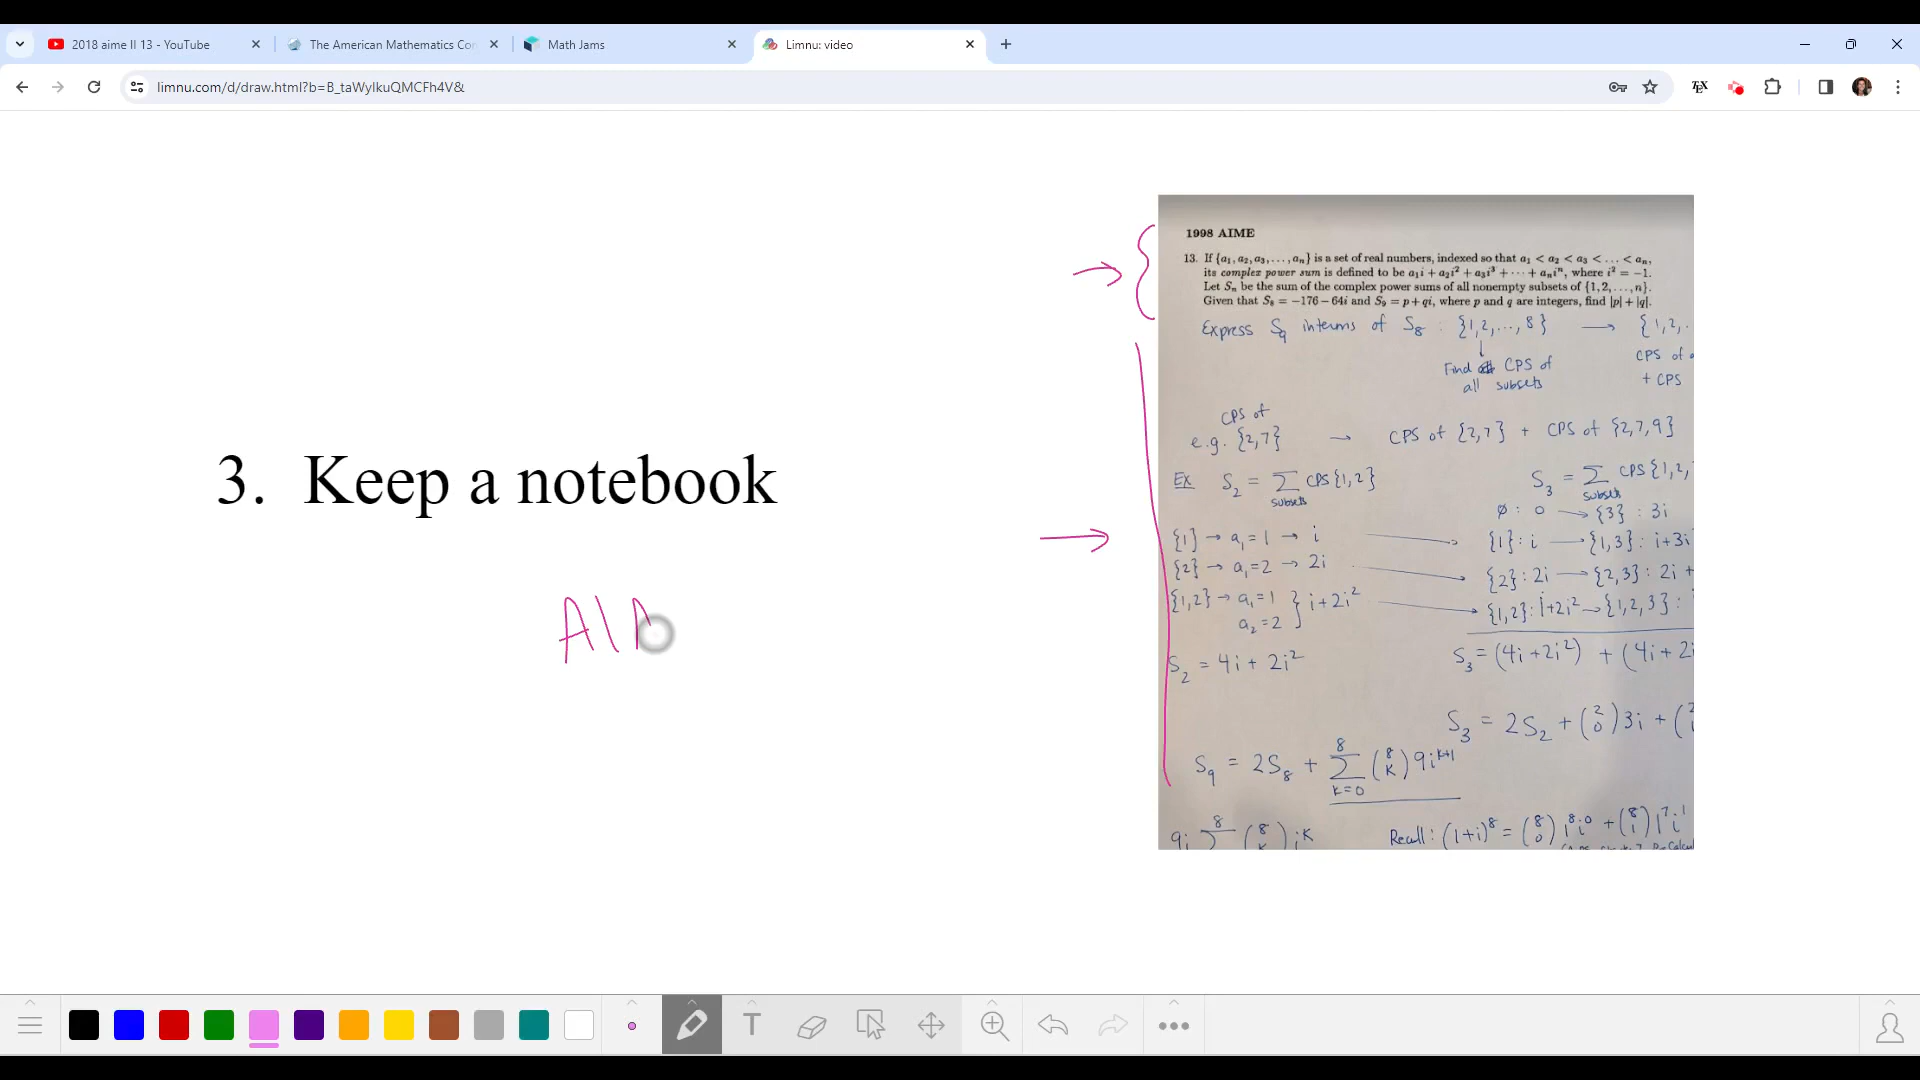 2018 aime II 13 - YouTube
The American Mathematics Co
Math Jams
Limnu: video
limnu.com/d/draw.html?b=B_taWylkuQMCFh4V&
3. Keep a notebook
AI
1998 AIME
13. If {a₁, a₂, a₃, . . . , aₙ} is a set of real numbers, indexed so that a₁ < a₂ < a₃ < . . . < aₙ,
its complex power sum is defined to be a₁i + a₂i² + a₃i³ + · · · + aₙiⁿ, where i² = −1.
Let Sₙ be the sum of the complex power sums of all nonempty subsets of {1, 2, . . . , n}.
Given that S₈ = −176 − 64i and S₉ = p + qi, where p and q are integers, find |p| + |q|.
Express S₉ interms of S₈ : {1,2,...,8} → {1,2,.
Find CPS of
all subsets
CPS of
+ CPS
CPS of
e.g. {2,7} → CPS of {2,7} + CPS of {2,7,9}
Ex S₂ = Σ CPS{1,2}
subsets
S₃ = Σ CPS{1,2,
subsets
∅ : 0 → {3} : 3i
{1} → a₁ = 1 → i → {1} : i → {1,3} : i+3i
{2} → a₁ = 2 → 2i → {2} : 2i → {2,3} : 2i +
{1,2} → a₁ = 1
a₂ = 2 } i + 2i² → {1,2} : i+2i² → {1,2,3} :
S₂ = 4i + 2i²
S₃ = (4i + 2i²) + (4i + 2i
S₃ = 2S₂ + (2 0) 3i + (
S₉ = 2S₈ + Σ (8 k) 9i^(k+1)
8
k=0
9i Σ (8 k) i^k
8
Recall: (1+i)⁸ = (8 0) 1⁸i⁰ + (8 1) 1⁷i¹
T